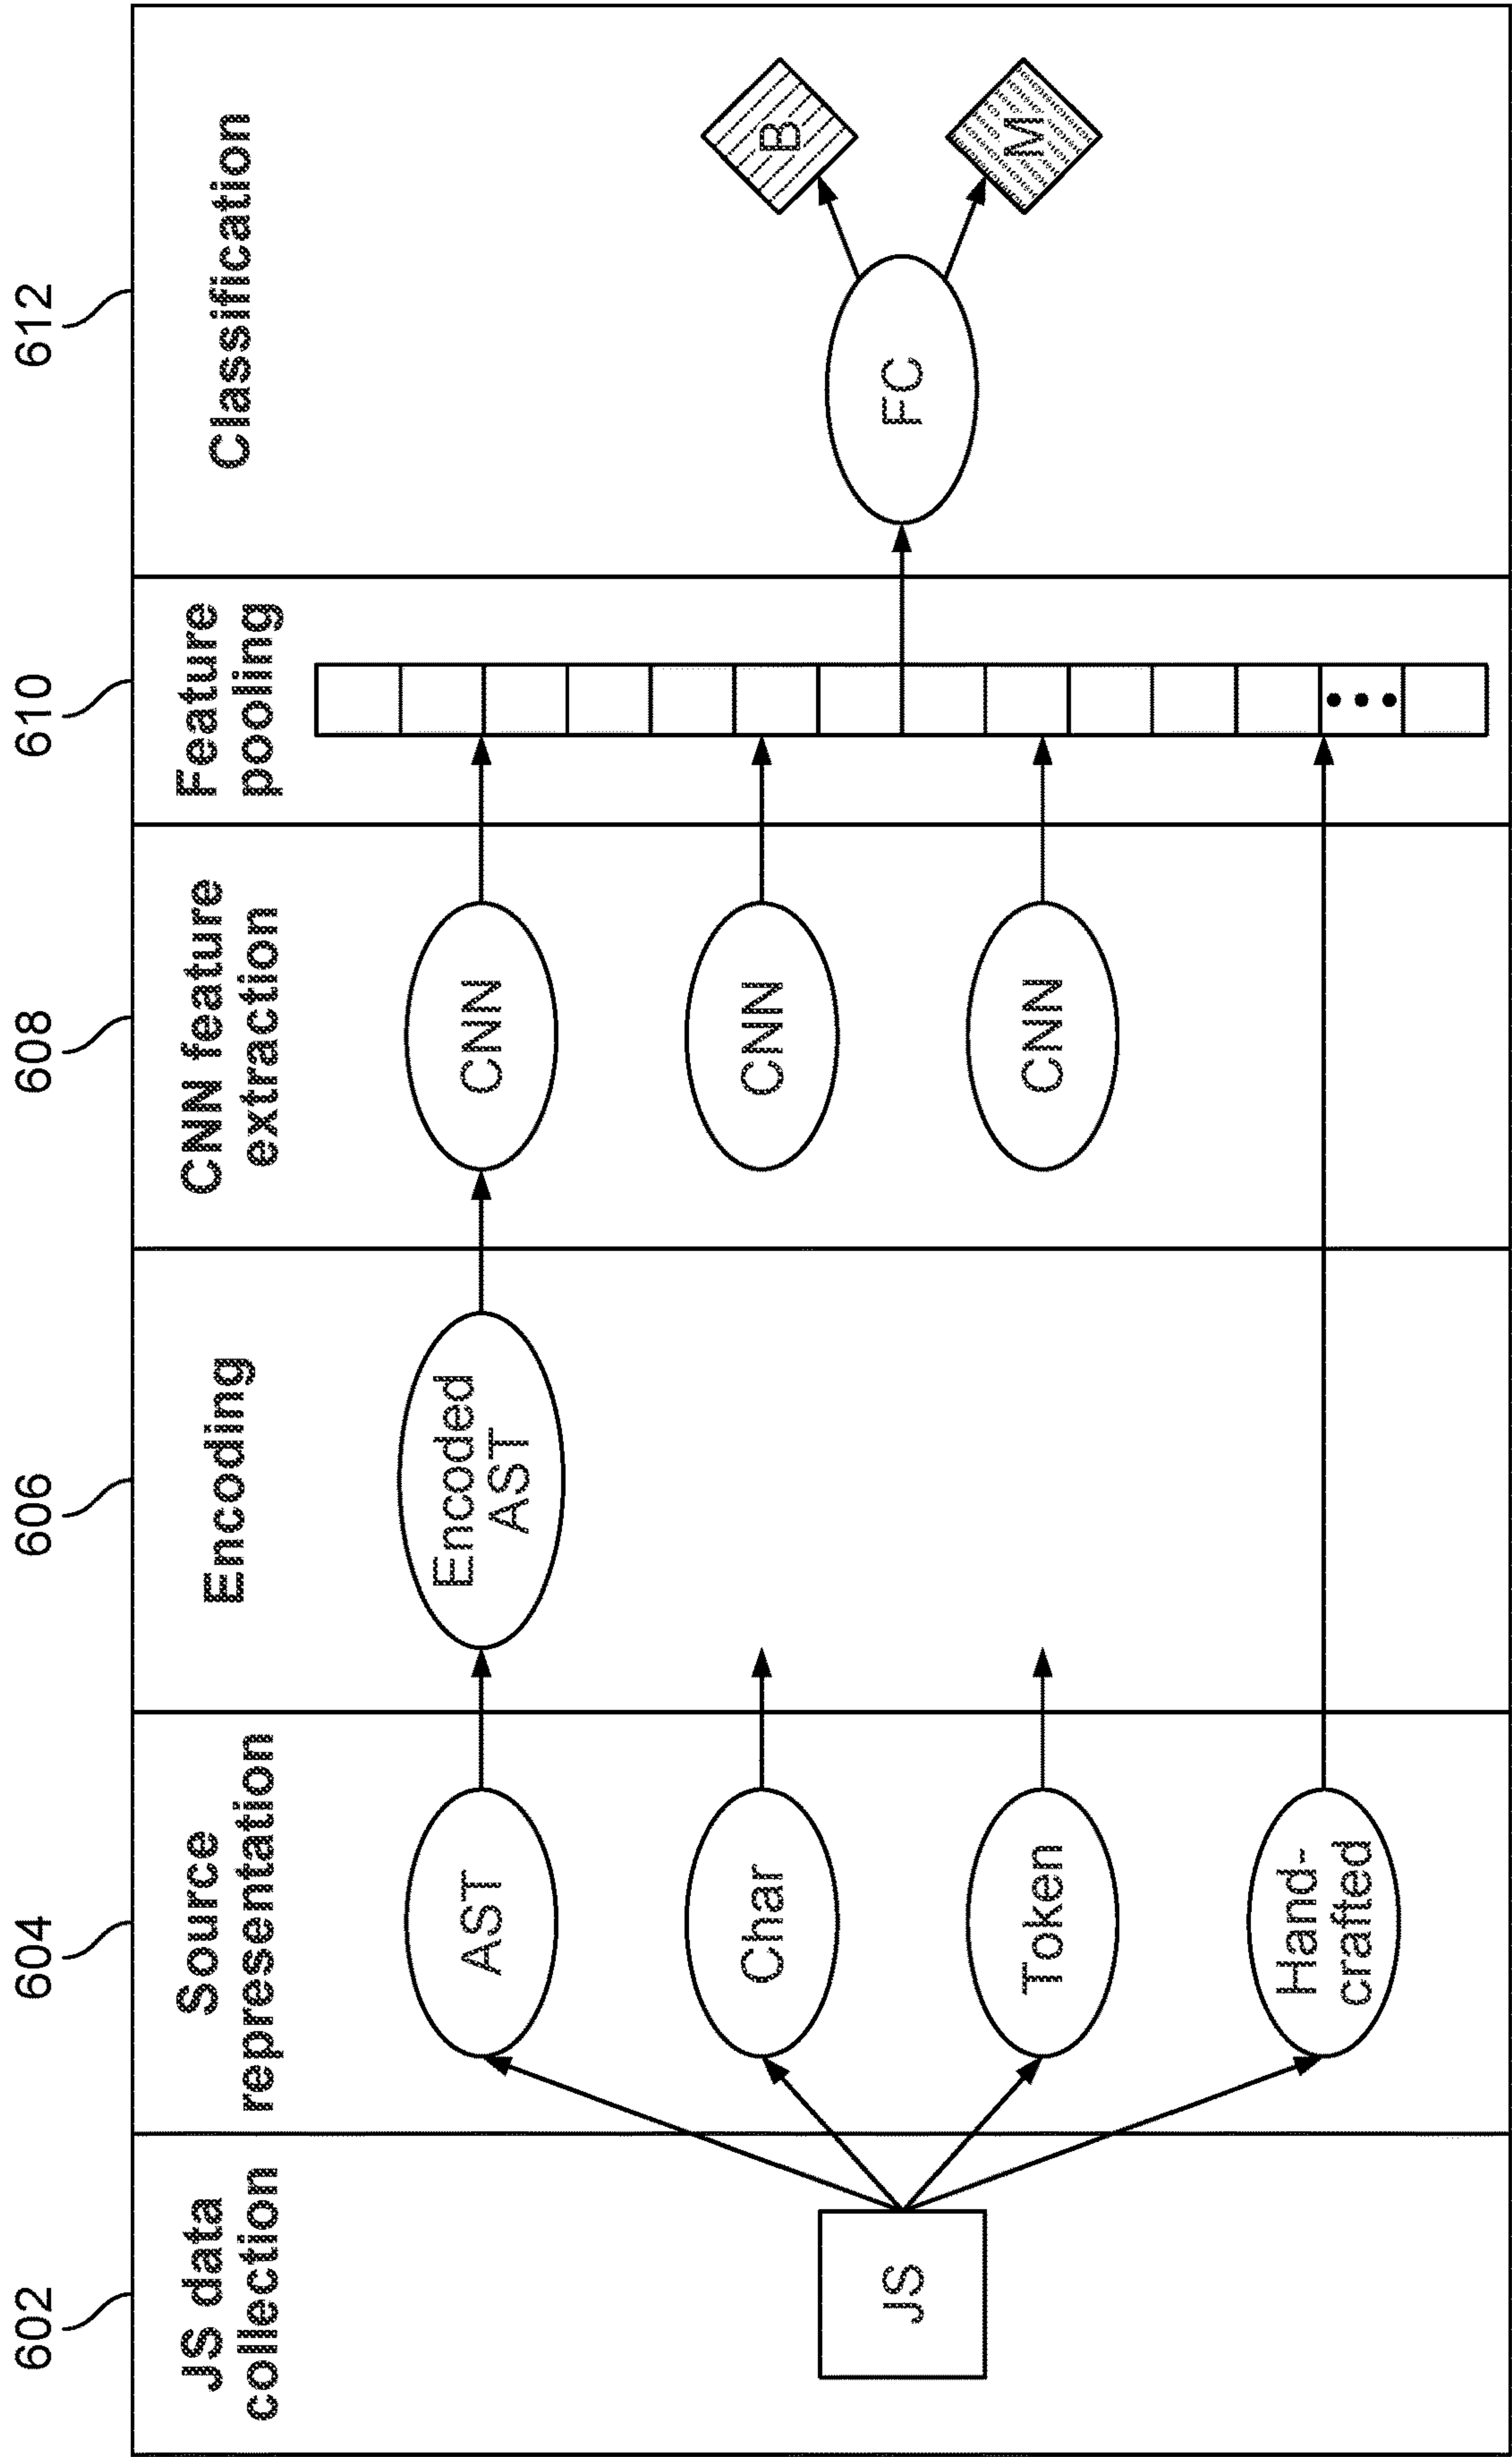 602
604
606
608
610
612
JS data
collection
Source
representation
Encoding
CNN feature
extraction
Feature
pooling
Classification
AST
Encoded
AST
CNN
Char
CNN
B
JS
FC
Token
CNN
M
Hand-
crafted